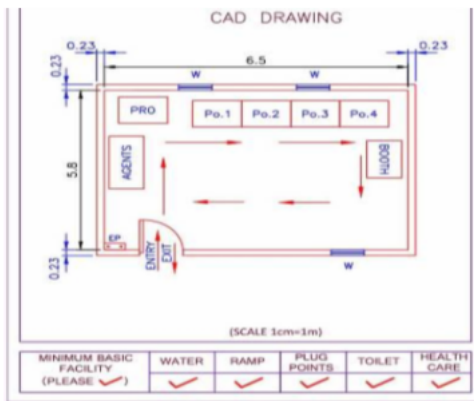 CAD DRAWING
0.23
0.23
6.5
0.23
W
W
PRO
Po.1
Po.2
Po.3
Po.4
AGENTS
BOOTH
5.8
EP
ENTRY
EXIT
0.23
W
(SCALE 1cm=1m)
MINIMUM BASIC FACILITY (PLEASE ✓)
WATER
RAMP
PLUG POINTS
TOILET
HEALTH CARE